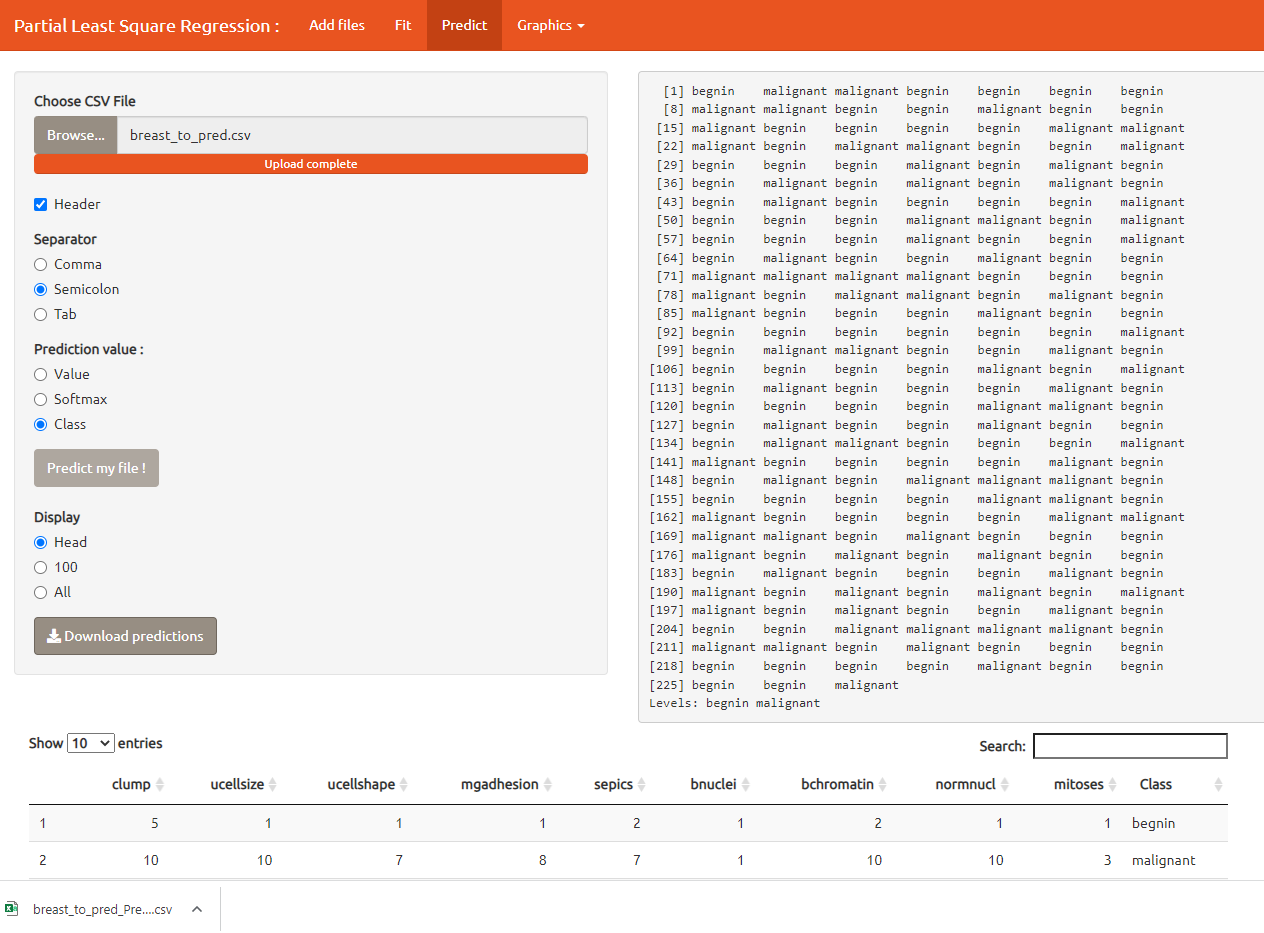 Partial Least Square Regression : Add files Fit Predict Graphics
Choose CSV File
Browse... breast_to_pred.csv
Upload complete
Header
Separator
Comma
Semicolon
Tab
Prediction value :
Value
Softmax
Class
Predict my file !
Display
Head
100
All
Download predictions
[1] begnin malignant malignant begnin begnin begnin begnin
[8] malignant malignant begnin begnin malignant begnin begnin
[15] malignant begnin begnin begnin begnin malignant malignant
[22] malignant begnin malignant malignant begnin begnin malignant
[29] begnin begnin begnin malignant begnin malignant begnin
[36] begnin malignant begnin malignant begnin malignant begnin
[43] begnin malignant begnin begnin begnin begnin malignant
[50] begnin begnin begnin malignant malignant begnin malignant
[57] begnin begnin begnin malignant begnin begnin malignant
[64] begnin malignant begnin begnin malignant begnin begnin
[71] malignant malignant malignant malignant begnin begnin begnin
[78] malignant begnin malignant malignant begnin malignant begnin
[85] malignant begnin begnin begnin malignant begnin begnin
[92] begnin begnin begnin begnin begnin begnin malignant
[99] begnin malignant malignant begnin begnin malignant begnin
[106] begnin begnin begnin begnin malignant begnin malignant
[113] begnin malignant begnin begnin begnin malignant begnin
[120] begnin begnin begnin begnin malignant malignant begnin
[127] begnin malignant begnin begnin malignant begnin begnin
[134] begnin malignant malignant begnin begnin begnin malignant
[141] malignant begnin begnin begnin begnin malignant begnin
[148] begnin malignant begnin malignant malignant malignant begnin
[155] begnin begnin begnin begnin malignant malignant begnin
[162] malignant begnin begnin begnin begnin malignant malignant
[169] malignant malignant begnin malignant begnin begnin begnin
[176] malignant begnin malignant begnin malignant begnin begnin
[183] begnin malignant begnin begnin begnin malignant begnin
[190] malignant begnin begnin begnin malignant begnin malignant
[197] malignant begnin malignant begnin begnin malignant begnin
[204] begnin begnin malignant malignant malignant malignant begnin
[211] malignant malignant begnin malignant begnin begnin begnin
[218] begnin begnin begnin begnin malignant begnin begnin
[225] begnin begnin malignant
Levels: begnin malignant
Show 10 entries Search:
clump ucellsize ucellshape mgadhesion sepics bnuclei bchromatin normnucl mitoses Class
1 5 1 1 1 2 1 2 1 1 begnin
2 10 10 7 8 7 1 10 10 3 malignant
breast_to_pred_Pre....csv